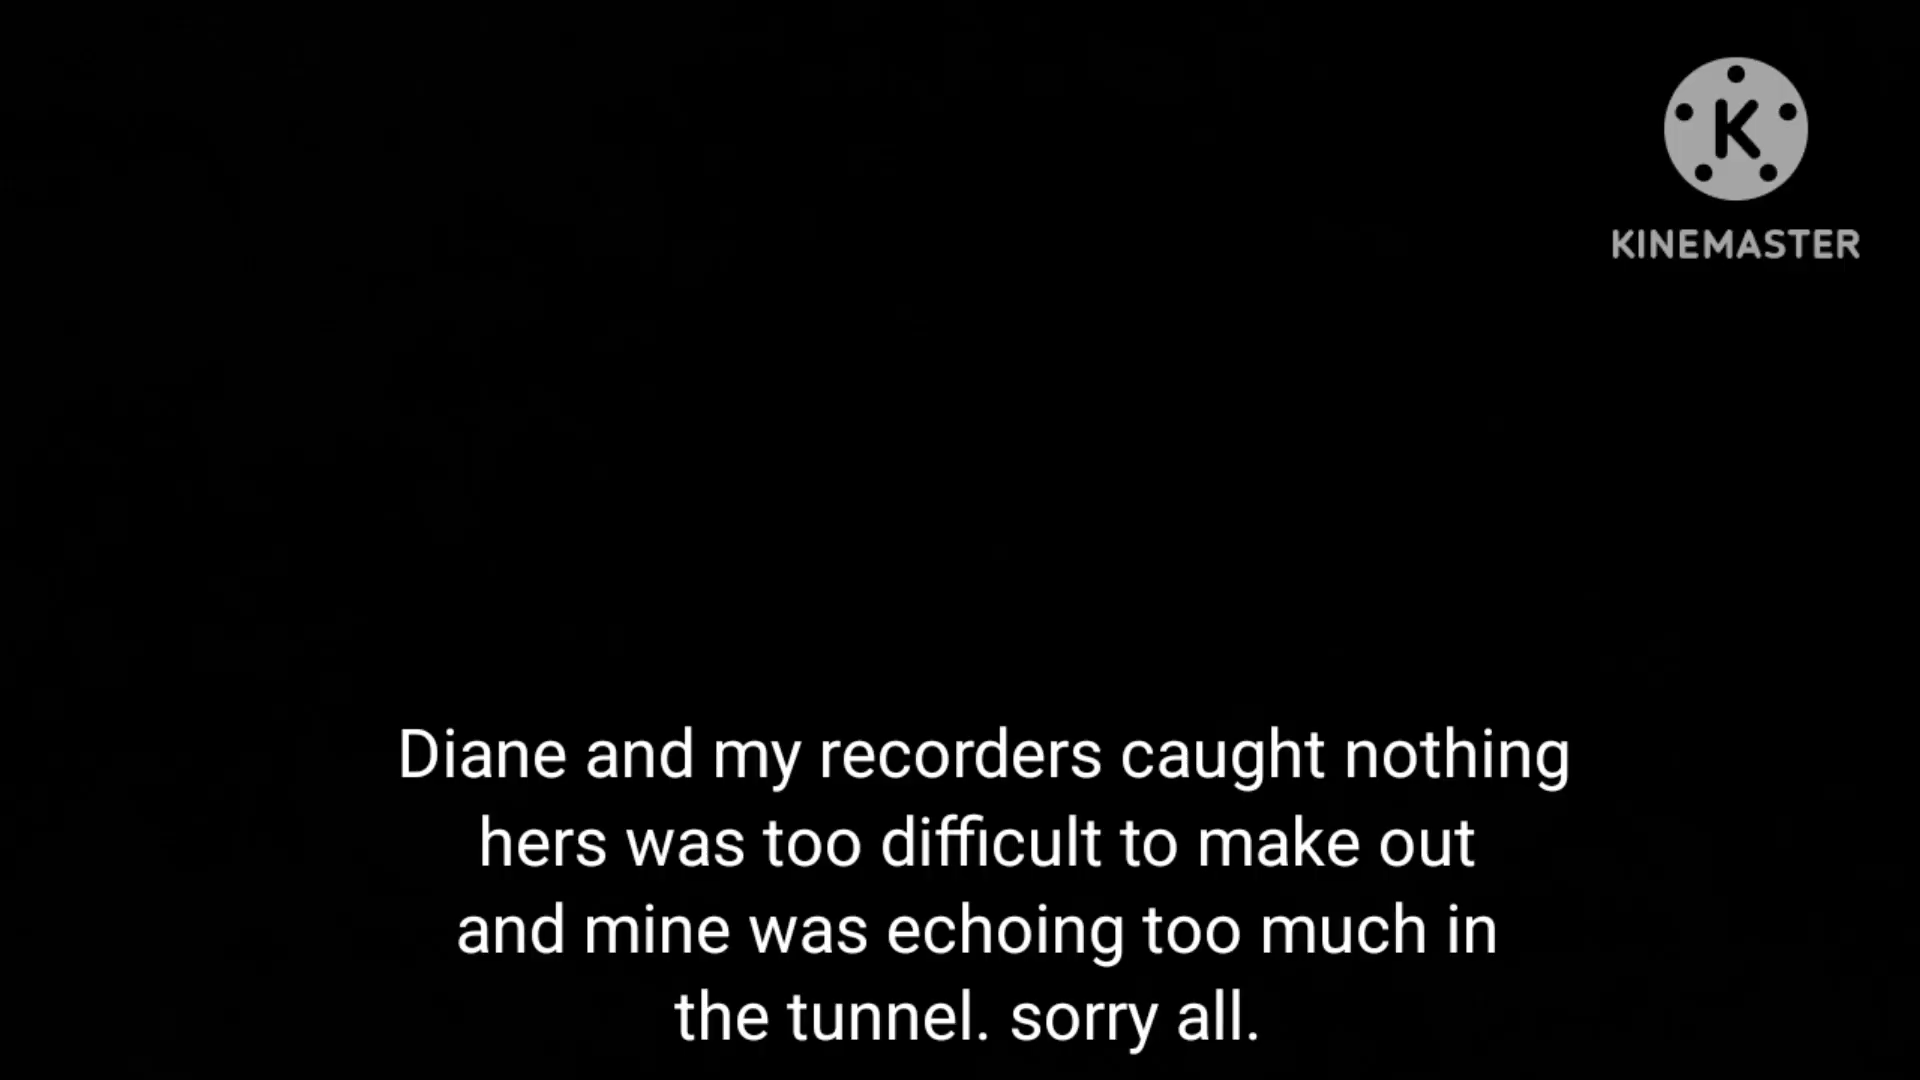 K
KINEMASTER
Diane and my recorders caught nothing
hers was too difficult to make out
and mine was echoing too much in
the tunnel. sorry all.